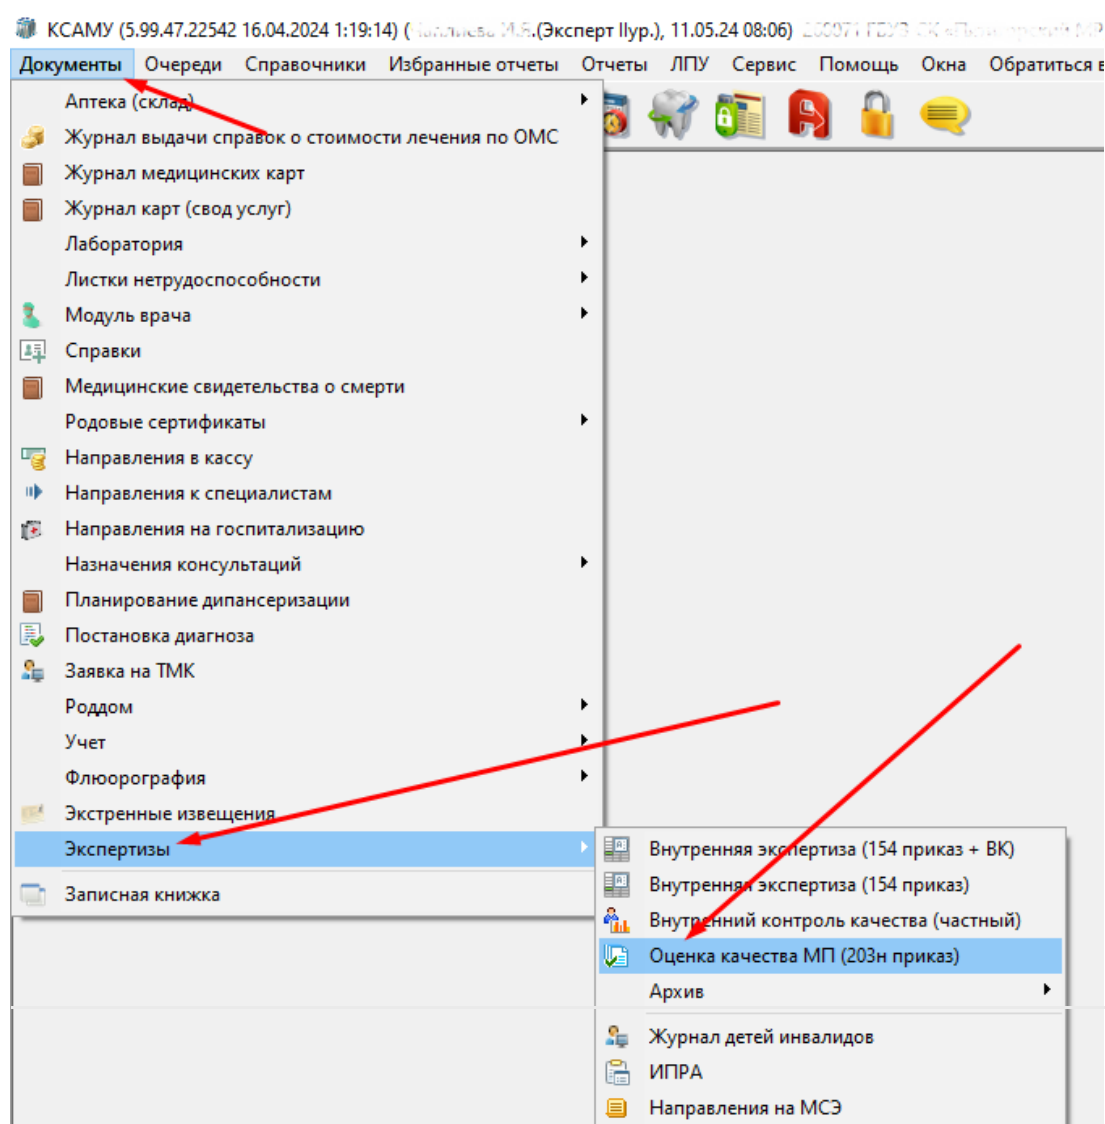 КСАМУ (5.99.47.22542 16.04.2024 1:19:14) ( И.Я.(Эксперт IIур.), 11.05.24 08:06)
Документы Очереди Справочники Избранные отчеты Отчеты ЛПУ Сервис Помощь Окна Обратиться в
Аптека (склад)
Журнал выдачи справок о стоимости лечения по ОМС
Журнал медицинских карт
Журнал карт (свод услуг)
Лаборатория
Листки нетрудоспособности
Модуль врача
Справки
Медицинские свидетельства о смерти
Родовые сертификаты
Направления в кассу
Направления к специалистам
Направления на госпитализацию
Назначения консультаций
Планирование дипансеризации
Постановка диагноза
Заявка на ТМК
Роддом
Учет
Флюорография
Экстренные извещения
Экспертизы
Записная книжка
Внутренняя экспертиза (154 приказ + ВК)
Внутренняя экспертиза (154 приказ)
Внутренний контроль качества (частный)
Оценка качества МП (203н приказ)
Архив
Журнал детей инвалидов
ИПРА
Направления на МСЭ